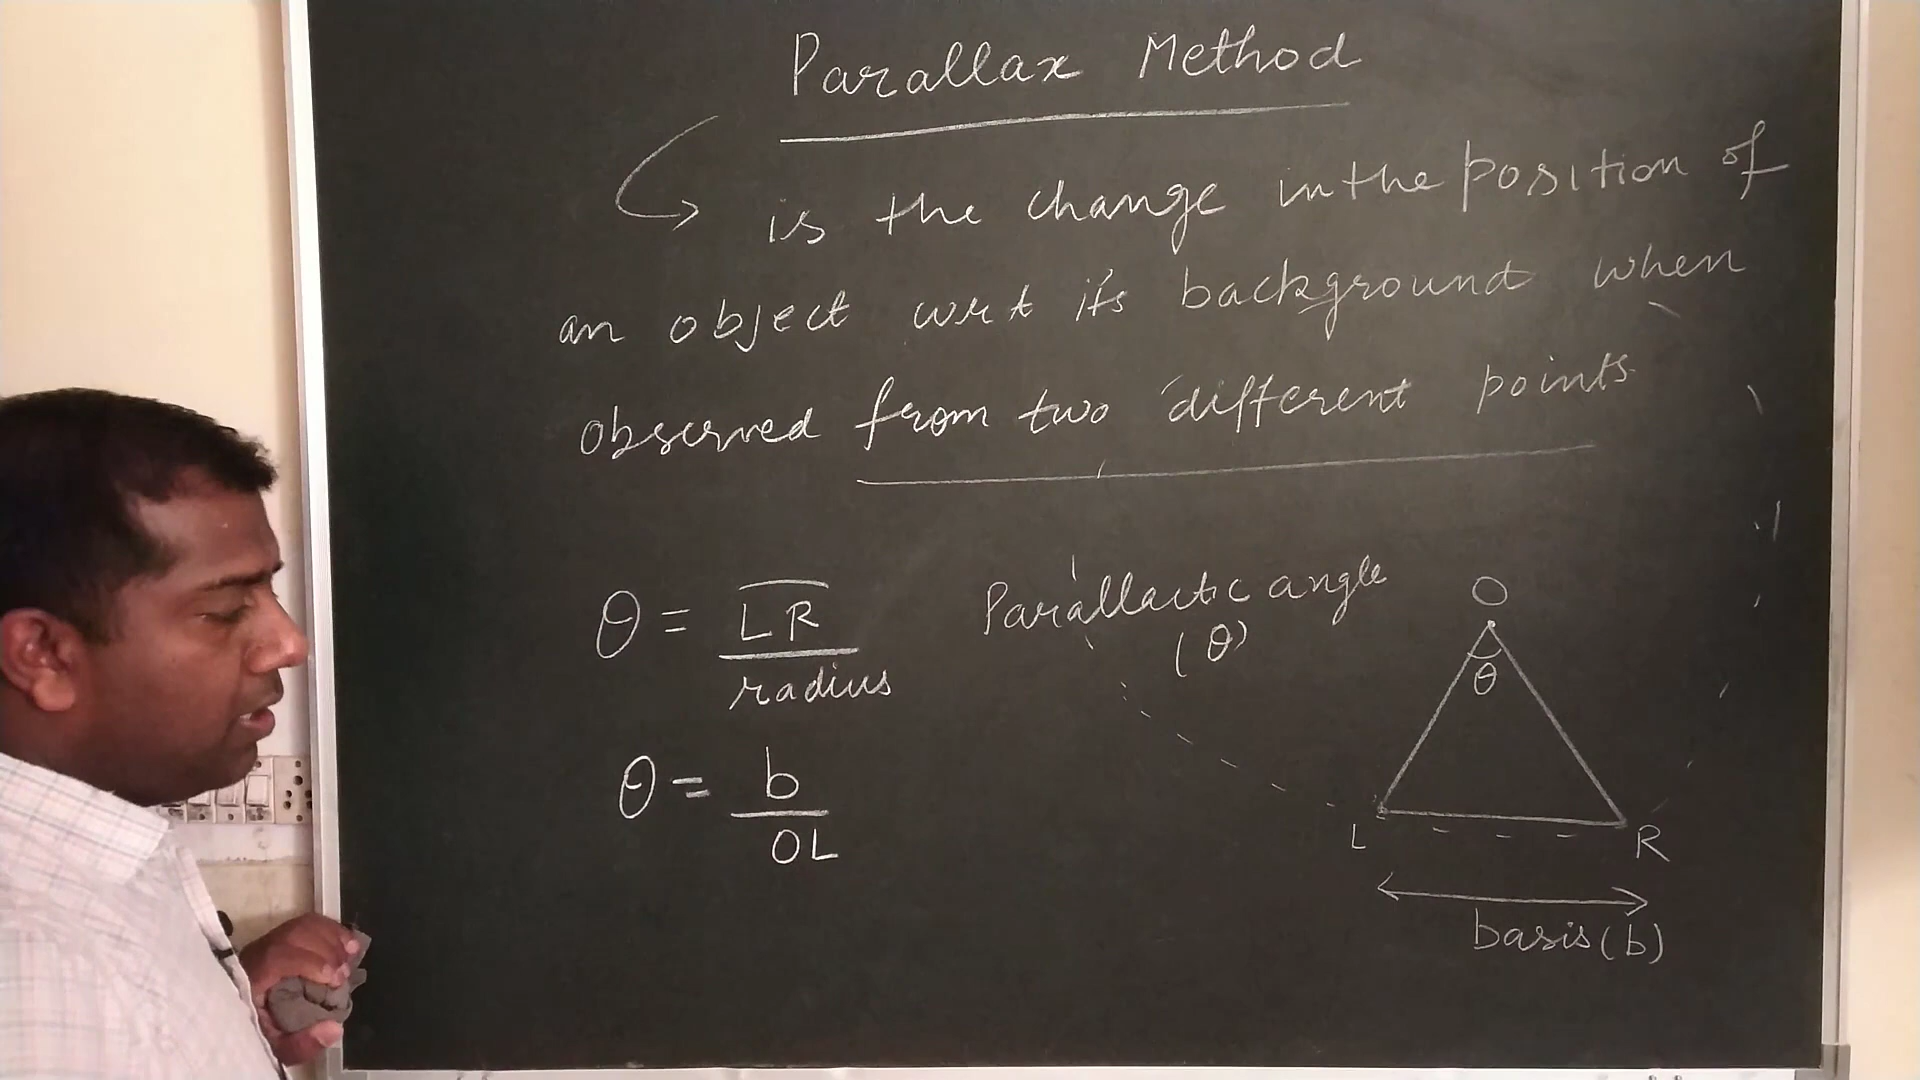 Parallax Method
is the change in the position of
an object wrt it's background when
observed from two different points
θ = LR / radius
Parallactic angle
(θ)
θ = b / OL
O
θ
L R
basis (b)